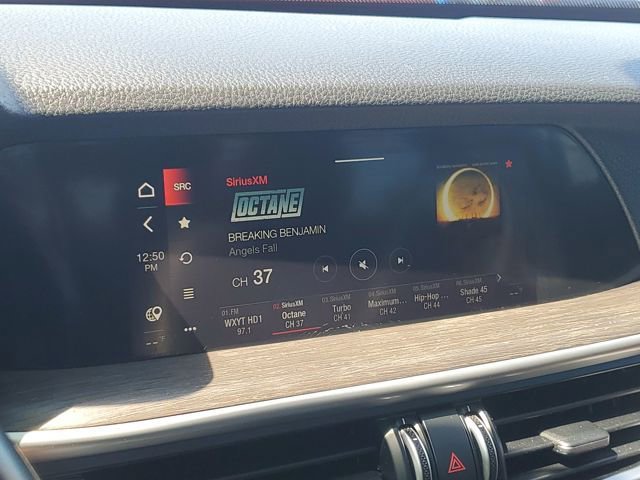 SRC
SiriusXM
OCTANE
BREAKING BENJAMIN
Angels Fall
CH 37
12:50
PM
--°F
01. FM
WXYT HD1
97.1
02. SiriusXM
Octane
CH 37
03. SiriusXM
Turbo
CH 41
04. SiriusXM
Maximum...
CH 42
05. SiriusXM
Hip-Hop ...
CH 44
06. SiriusXM
Shade 45
CH 45